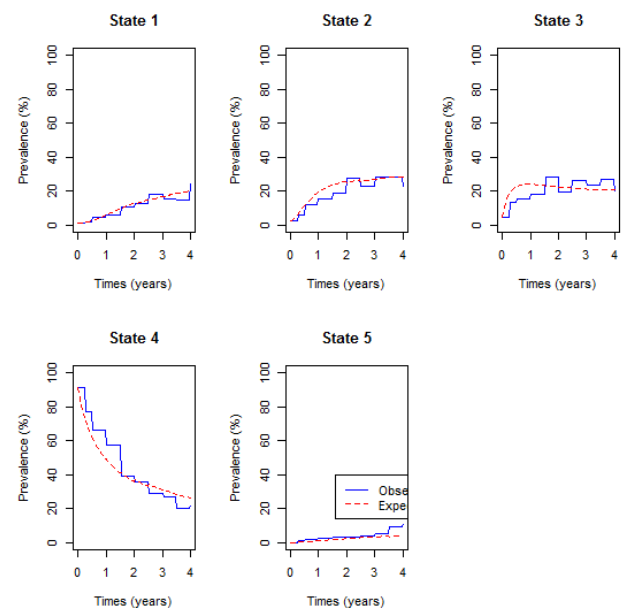 State 1
State 2
State 3
Prevalence (%)
0 20 40 60 80 100
0 1 2 3 4
Times (years)
Prevalence (%)
0 20 40 60 80 100
0 1 2 3 4
Times (years)
Prevalence (%)
0 20 40 60 80 100
0 1 2 3 4
Times (years)
State 4
State 5
Prevalence (%)
0 20 40 60 80 100
0 1 2 3 4
Times (years)
Prevalence (%)
0 20 40 60 80 100
0 1 2 3 4
Times (years)
Obse
Expe